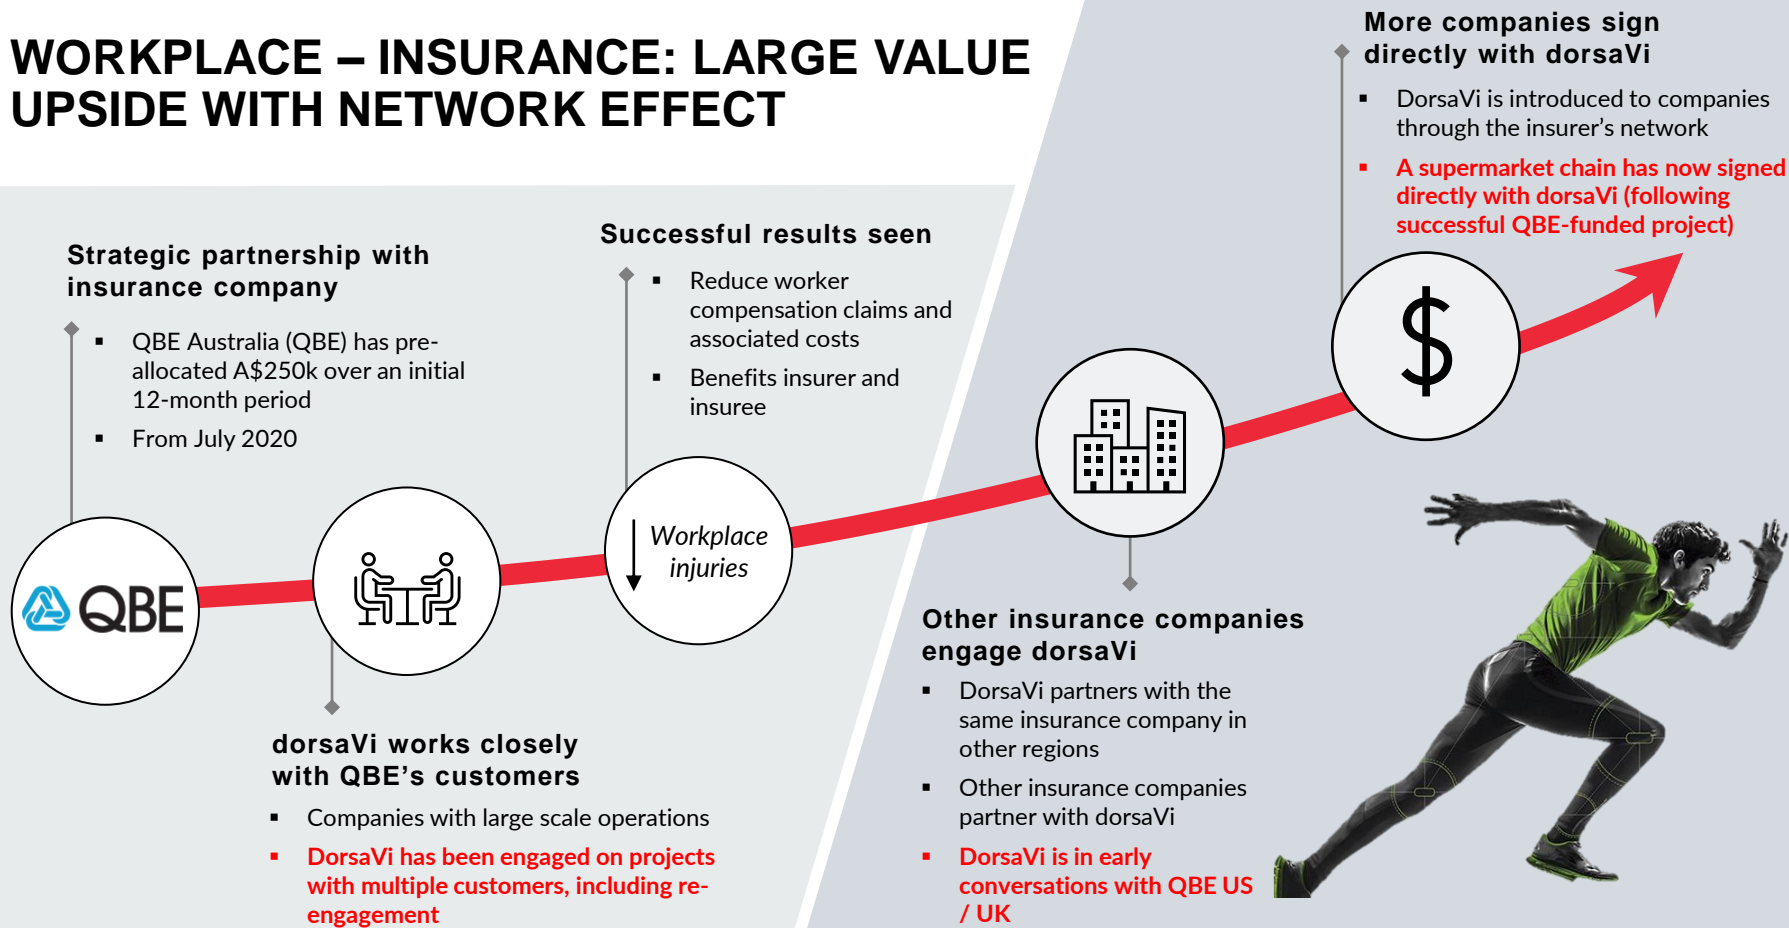 WORKPLACE – INSURANCE: LARGE VALUE
UPSIDE WITH NETWORK EFFECT
Strategic partnership with
insurance company
▪ QBE Australia (QBE) has pre-
allocated A$250k over an initial
12-month period
▪ From July 2020
QBE
dorsaVi works closely
with QBE’s customers
▪ Companies with large scale operations
▪ DorsaVi has been engaged on projects
with multiple customers, including re-
engagement
Successful results seen
▪ Reduce worker
compensation claims and
associated costs
▪ Benefits insurer and
insuree
Workplace
injuries
Other insurance companies
engage dorsaVi
▪ DorsaVi partners with the
same insurance company in
other regions
▪ Other insurance companies
partner with dorsaVi
▪ DorsaVi is in early
conversations with QBE US
/ UK
More companies sign
directly with dorsaVi
▪ DorsaVi is introduced to companies
through the insurer’s network
▪ A supermarket chain has now signed
directly with dorsaVi (following
successful QBE-funded project)
$